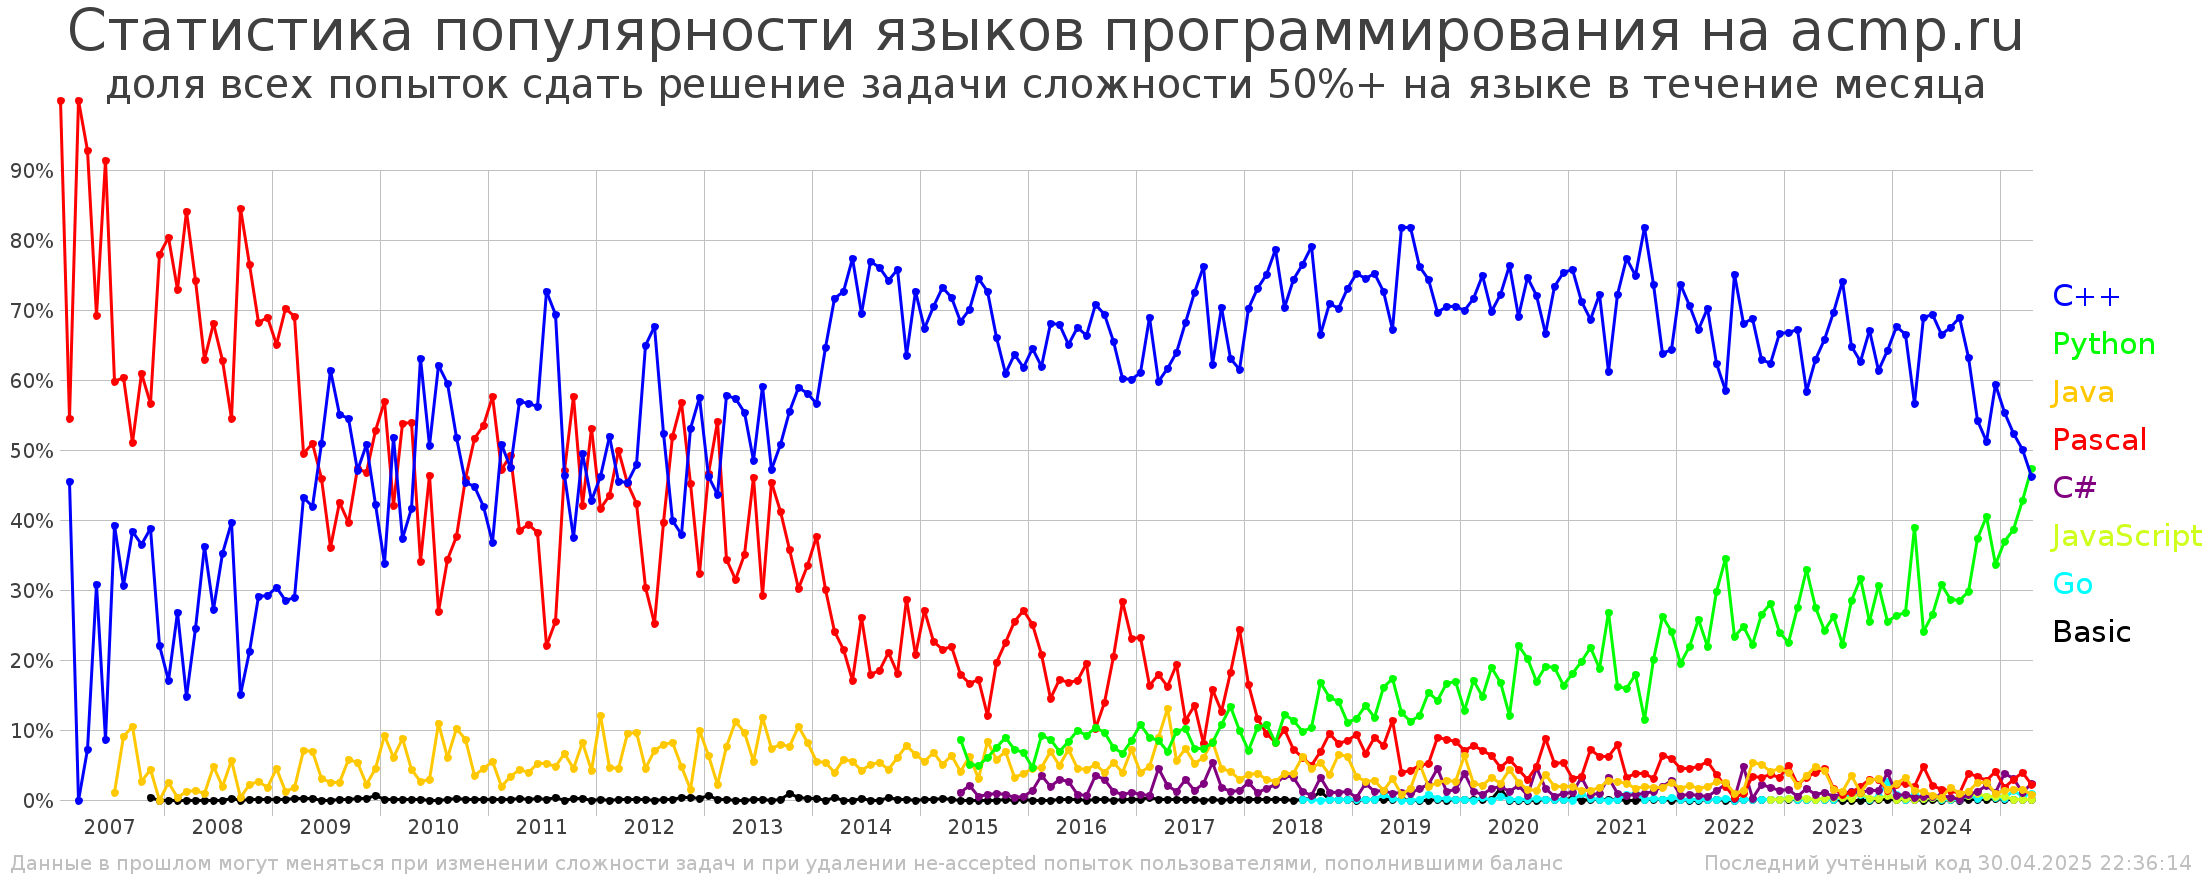 Статистика популярности языков программирования на acmp.ru
доля всех попыток сдать решение задачи сложности 50%+ на языке в течение месяца
90%
80%
70%
60%
50%
40%
30%
20%
10%
0%
C++
Python
Java
Pascal
C#
JavaScript
Go
Basic
2007 2008 2009 2010 2011 2012 2013 2014 2015 2016 2017 2018 2019 2020 2021 2022 2023 2024
Данные в прошлом могут меняться при изменении сложности задач и при удалении не-accepted попыток пользователями, пополнившими баланс
Последний учтённый код 30.04.2025 22:36:14